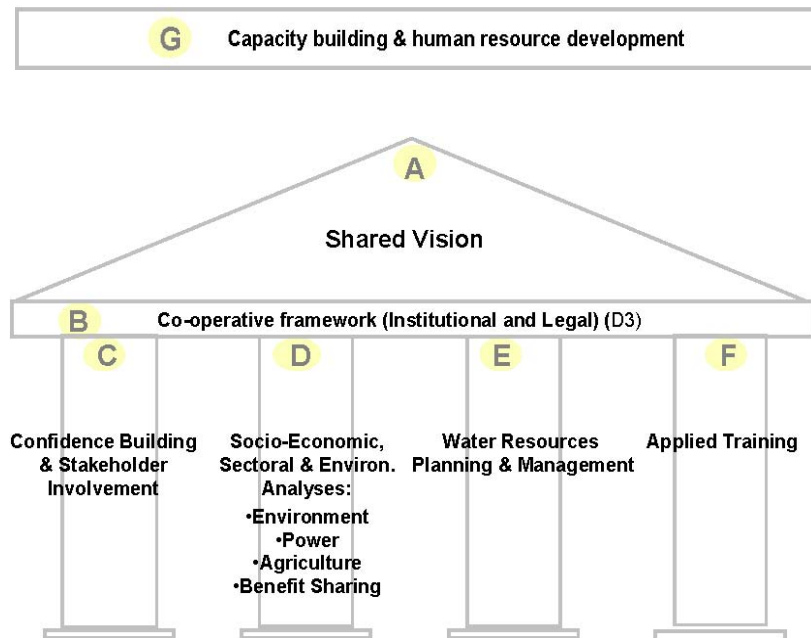 G Capacity building & human resource development
A
Shared Vision
B Co-operative framework (Institutional and Legal) (D3)
C
Confidence Building
& Stakeholder
Involvement
D
Socio-Economic,
Sectoral & Environ.
Analyses:
•Environment
•Power
•Agriculture
•Benefit Sharing
E
Water Resources
Planning & Management
F
Applied Training